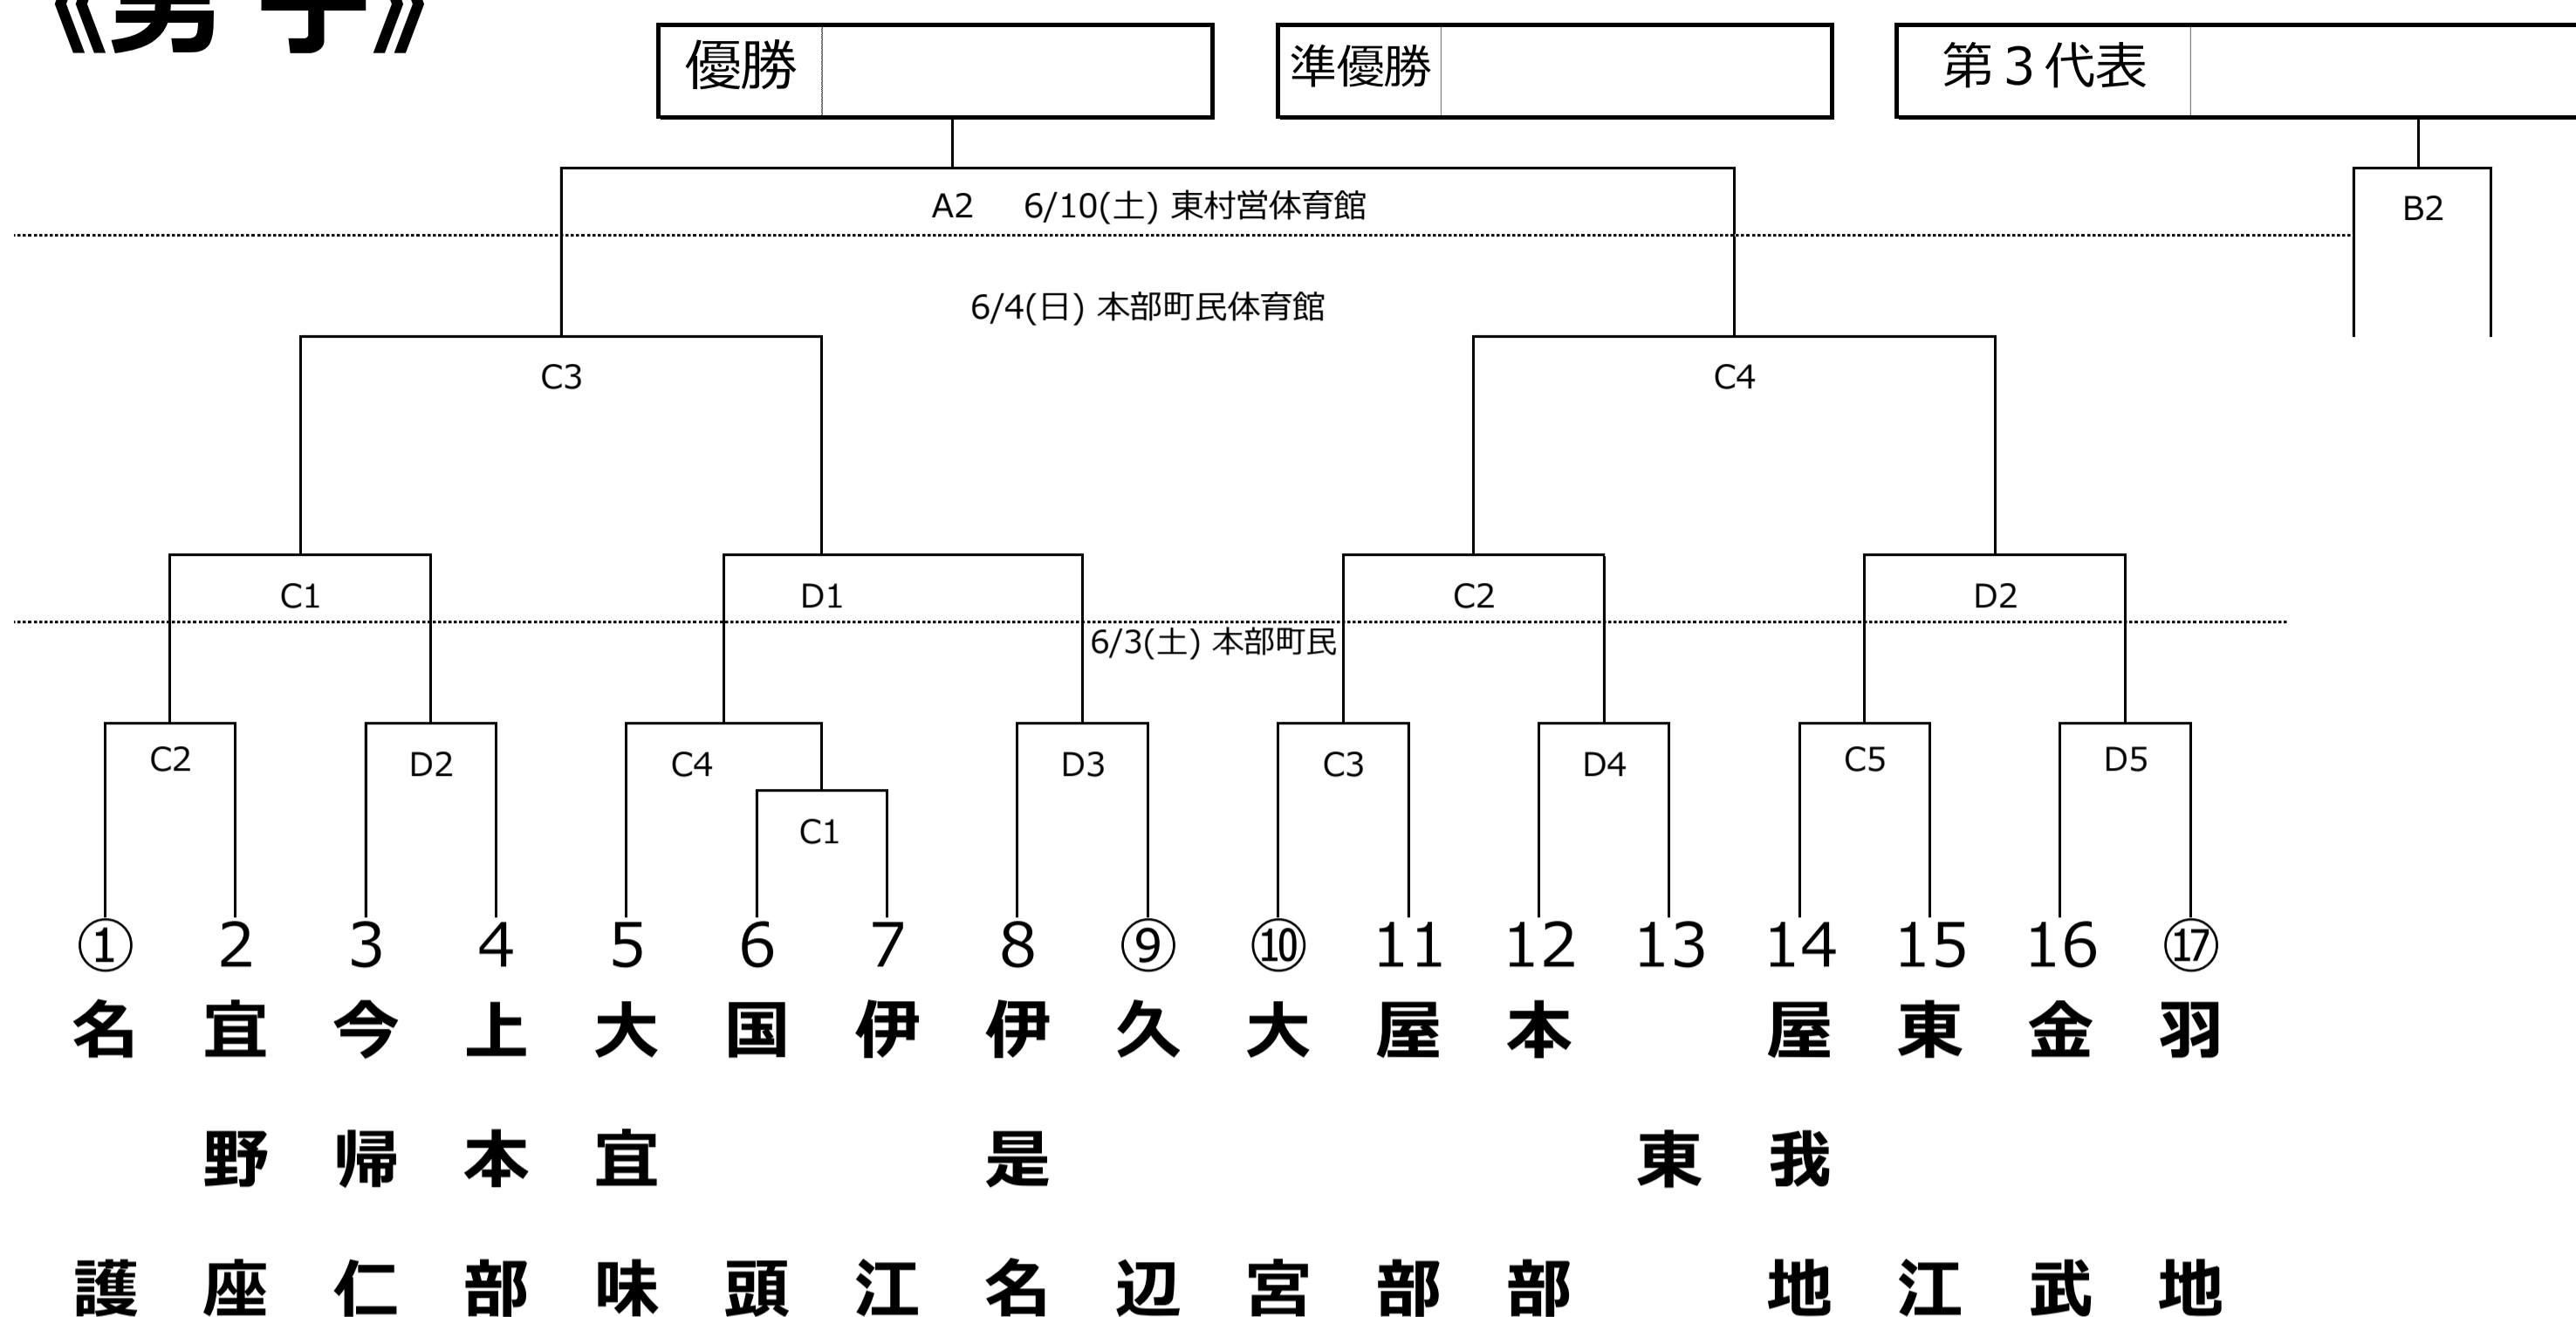 《男子》
優勝
準優勝
第3代表
A2 6/10(土) 東村営体育館
B2
6/4(日) 本部町民体育館
C3 C4
C1 D1 C2 D2
6/3(土) 本部町民
C2 D2 C4 D3 C3 D4 C5 D5
C1
① 2 3 4 5 6 7 8 ⑨ ⑩ 11 12 13 14 15 16 ⑰
名護
宜野座
今帰仁
上本部
大宜味
国頭
伊江
伊是名
久辺
大宮
屋部
本部
東
屋我地
東江
金武
羽地